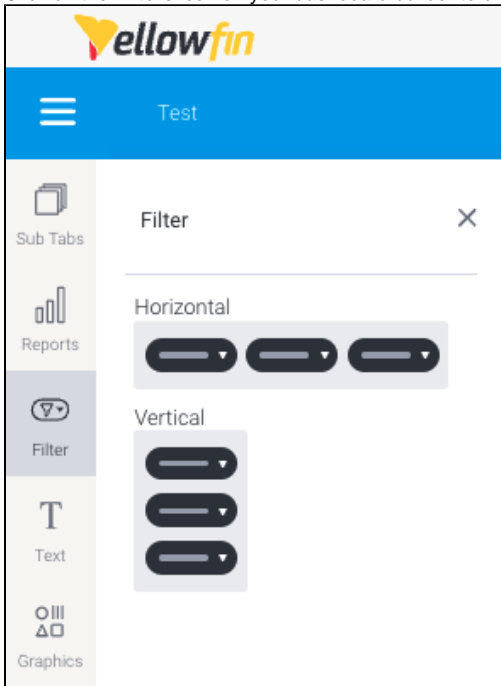 Yellowfin
Test
Sub Tabs
Filter
Horizontal
Reports
Filter
Vertical
Text
Graphics